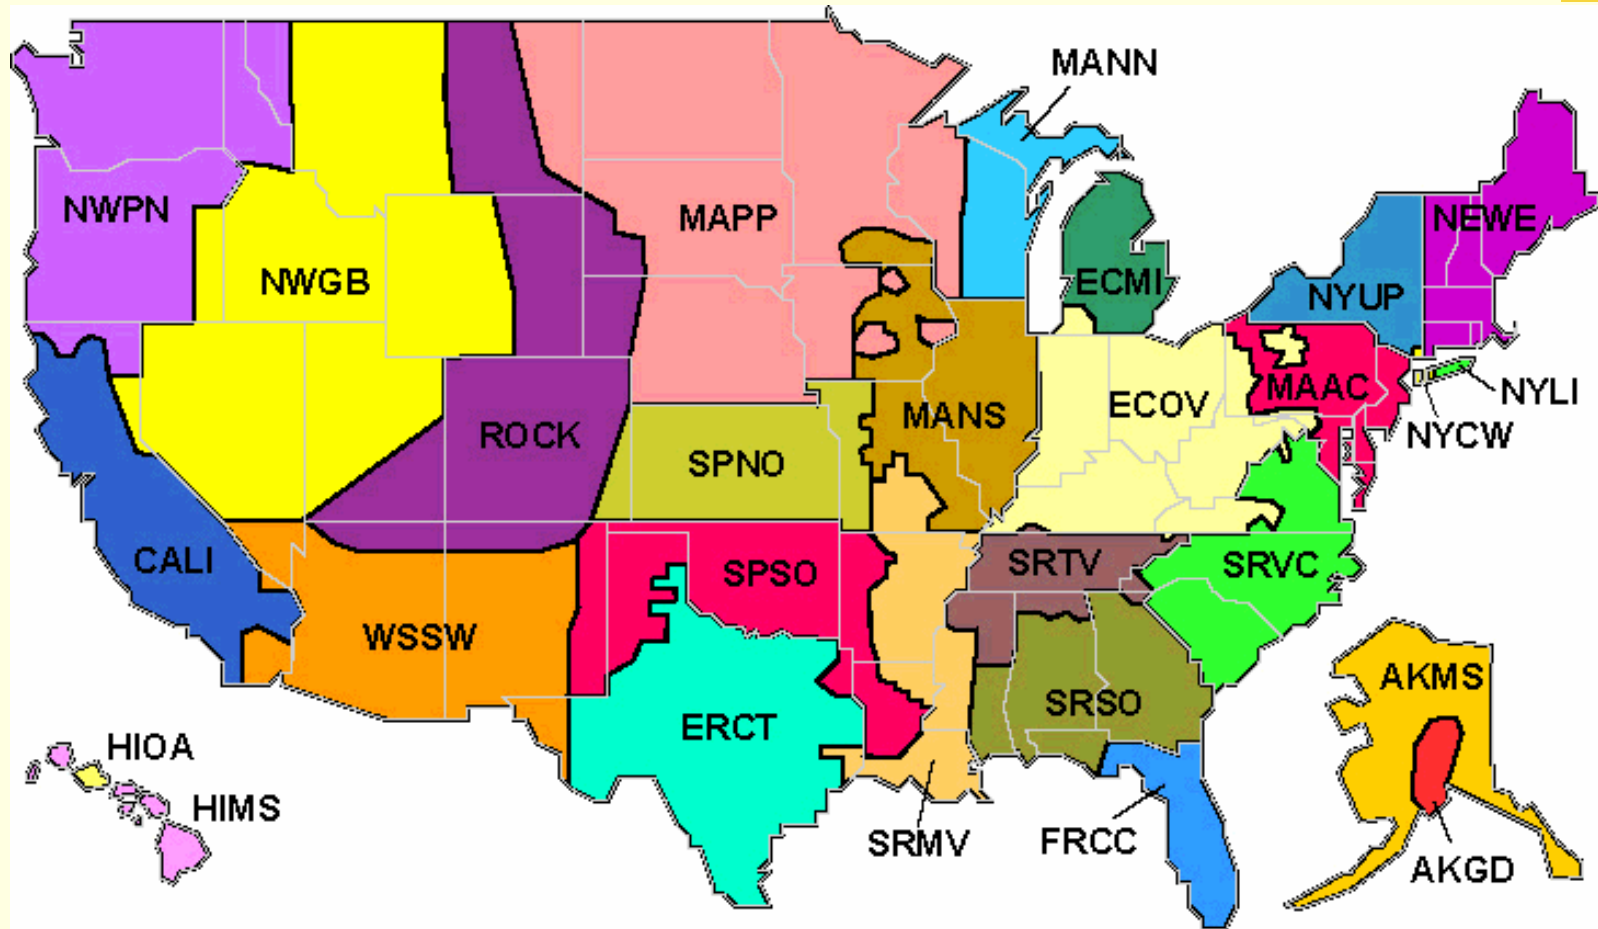 MANN
NWPN
MAPP
NEWE
NWGB
ECMI
NYUP
MAAC
NYLI
ROCK
MANS
ECOV
NYCW
SPNO
CALI
SPSO
SRTV
SRVC
WSSW
AKMS
SRSO
ERCT
HIOA
HIMS
SRMV
FRCC
AKGD